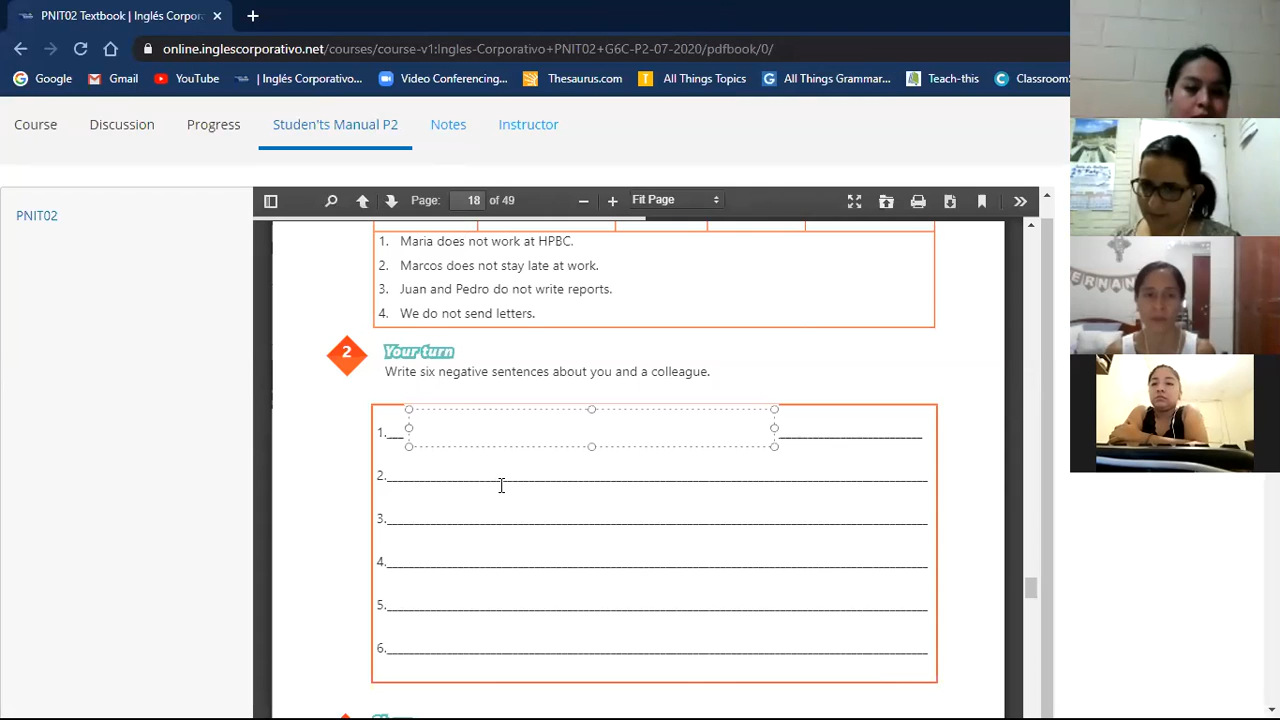 PNIT02 Textbook | Inglés Corpor
online.inglescorporativo.net/courses/course-v1:Ingles-Corporativo+PNIT02+G6C-P2-07-2020/pdfbook/0/
Google Gmail YouTube | Inglés Corporativo... Video Conferencing... Thesaurus.com All Things Topics All Things Grammar... Teach-this ClassroomS
Course Discussion Progress Studen'ts Manual P2 Notes Instructor
PNIT02
Page: 18 of 49 Fit Page
1. Maria does not work at HPBC.
2. Marcos does not stay late at work.
3. Juan and Pedro do not write reports.
4. We do not send letters.
2 Your turn
Write six negative sentences about you and a colleague.
1.
2.
3.
4.
5.
6.